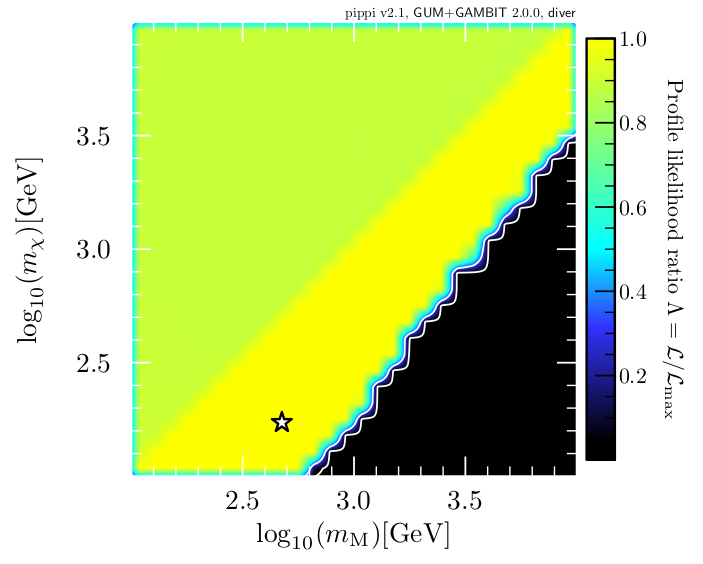 pippi v2.1, GUM+GAMBIT 2.0.0, diver
1.0
0.8
0.6
0.4
0.2
Profile likelihood ratio Λ = ℒ/ℒmax
3.5
3.0
2.5
log₁₀(mχ)[GeV]
2.5 3.0 3.5
log₁₀(m_M)[GeV]